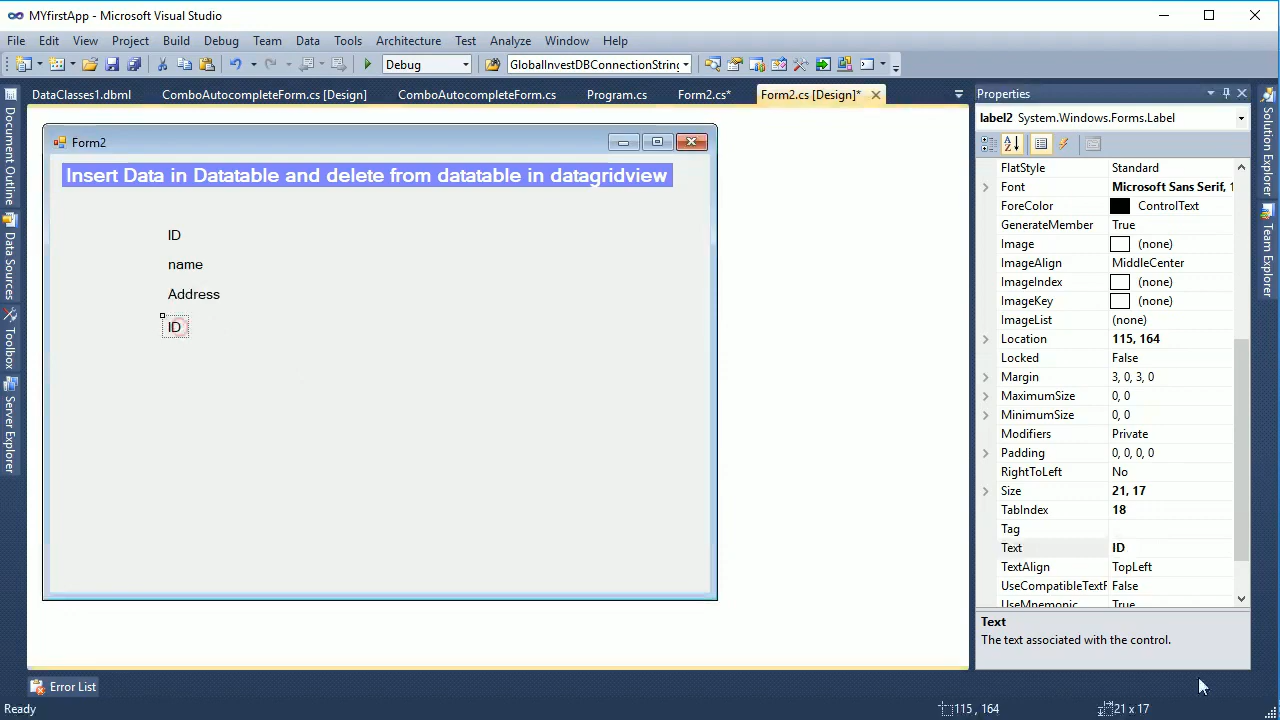 MYfirstApp - Microsoft Visual Studio
File Edit View Project Build Debug Team Data Tools Architecture Test Analyze Window Help
Debug GlobalInvestDBConnectionString
DataClasses1.dbml ComboAutocompleteForm.cs [Design] ComboAutocompleteForm.cs Program.cs Form2.cs* Form2.cs [Design]*
Document Outline
Data Sources
Toolbox
Server Explorer
Form2
Insert Data in Datatable and delete from datatable in datagridview
ID
name
Address
ID
Properties
label2 System.Windows.Forms.Label
FlatStyle Standard
Font Microsoft Sans Serif, 1
ForeColor ControlText
GenerateMember True
Image (none)
ImageAlign MiddleCenter
ImageIndex (none)
ImageKey (none)
ImageList (none)
Location 115, 164
Locked False
Margin 3, 0, 3, 0
MaximumSize 0, 0
MinimumSize 0, 0
Modifiers Private
Padding 0, 0, 0, 0
RightToLeft No
Size 21, 17
TabIndex 18
Tag
Text ID
TextAlign TopLeft
UseCompatibleTextF False
UseMnemonic True
Text
The text associated with the control.
Solution Explorer
Team Explorer
Error List
Ready 115 , 164 21 x 17